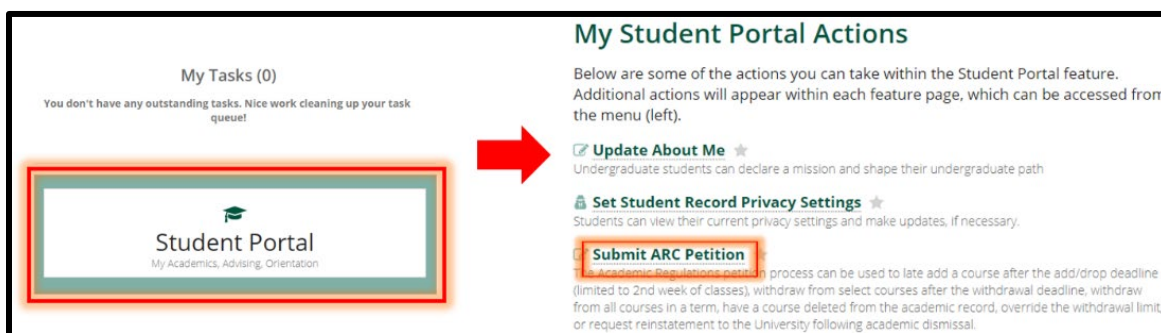 My Tasks (0)
You don't have any outstanding tasks. Nice work cleaning up your task
queue!
Student Portal
My Academics, Advising, Orientation
My Student Portal Actions
Below are some of the actions you can take within the Student Portal feature.
Additional actions will appear within each feature page, which can be accessed from
the menu (left).
Update About Me
Undergraduate students can declare a mission and shape their undergraduate path
Set Student Record Privacy Settings
Students can view their current privacy settings and make updates, if necessary.
Submit ARC Petition
The Academic Regulations petition process can be used to late add a course after the add/drop deadline
(limited to 2nd week of classes), withdraw from select courses after the withdrawal deadline, withdraw
from all courses in a term, have a course deleted from the academic record, override the withdrawal limit,
or request reinstatement to the University following academic dismissal.